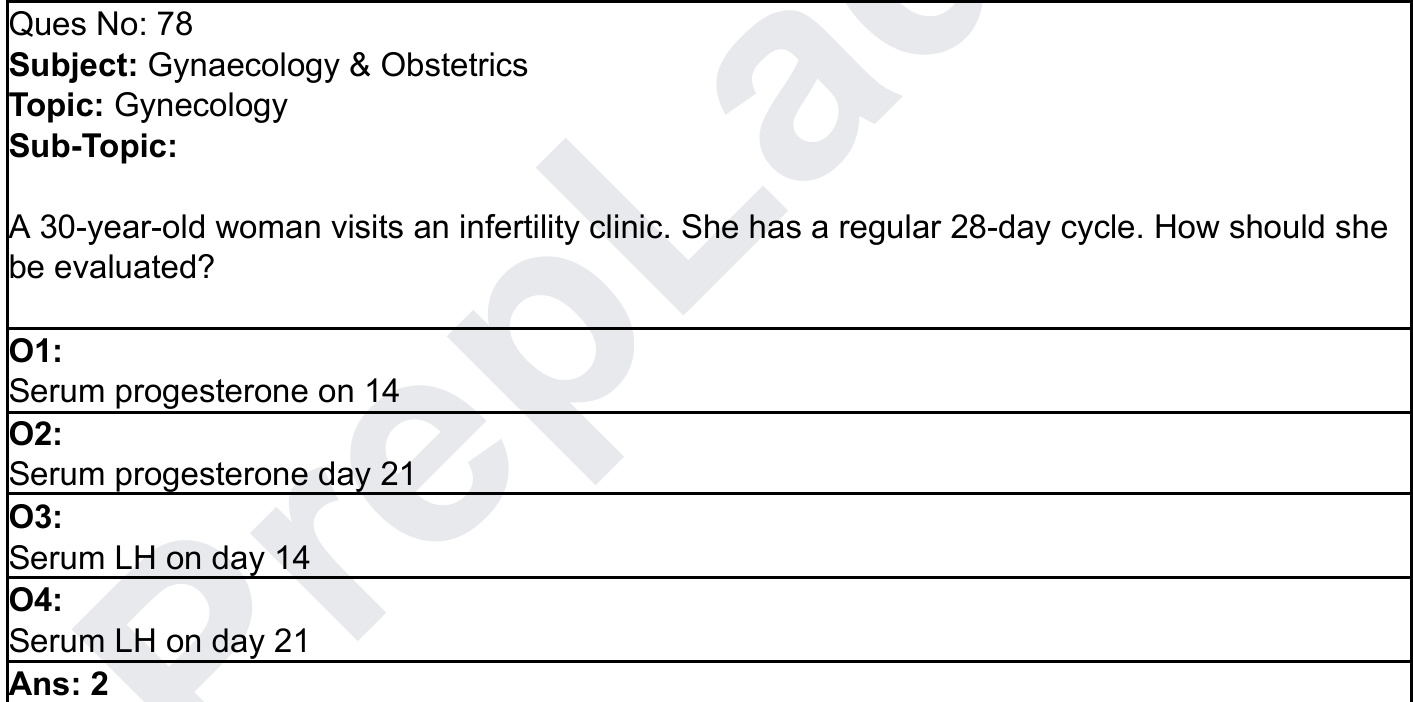 Ques No: 78
Subject: Gynaecology & Obstetrics
Topic: Gynecology
Sub-Topic:
A 30-year-old woman visits an infertility clinic. She has a regular 28-day cycle. How should she
be evaluated?
O1:
Serum progesterone on 14
O2:
Serum progesterone day 21
O3:
Serum LH on day 14
O4:
Serum LH on day 21
Ans: 2